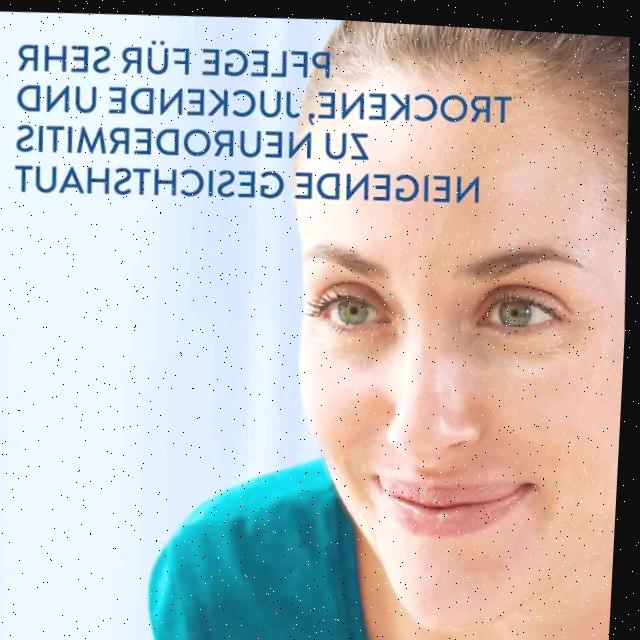 PFLEGE FÜR SEHR
TROCKENE, JUCKENDE UND
ZU NEURODERMITIS
NEIGENDE GESICHTSHAUT